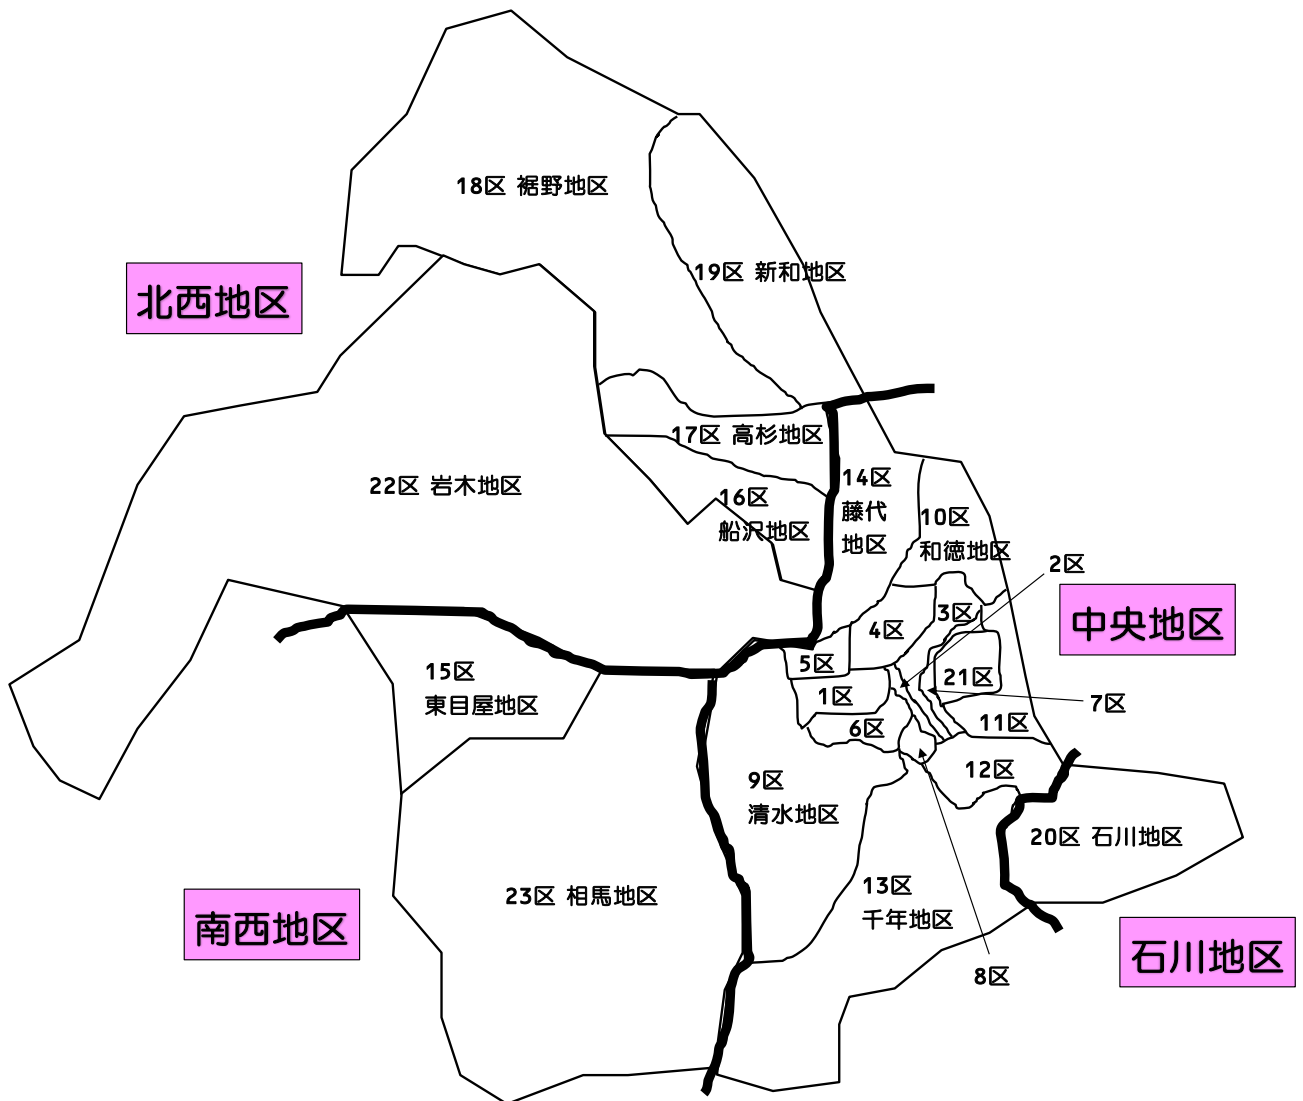 18区 裾野地区
19区 新和地区
北西地区
17区 高杉地区
22区 岩木地区
16区
船沢地区
14区
藤代
地区
10区
和徳地区
2区
3区
4区
中央地区
5区
21区
15区
東目屋地区
1区
7区
6区
11区
12区
9区
清水地区
20区 石川地区
23区 相馬地区
13区
千年地区
南西地区
石川地区
8区